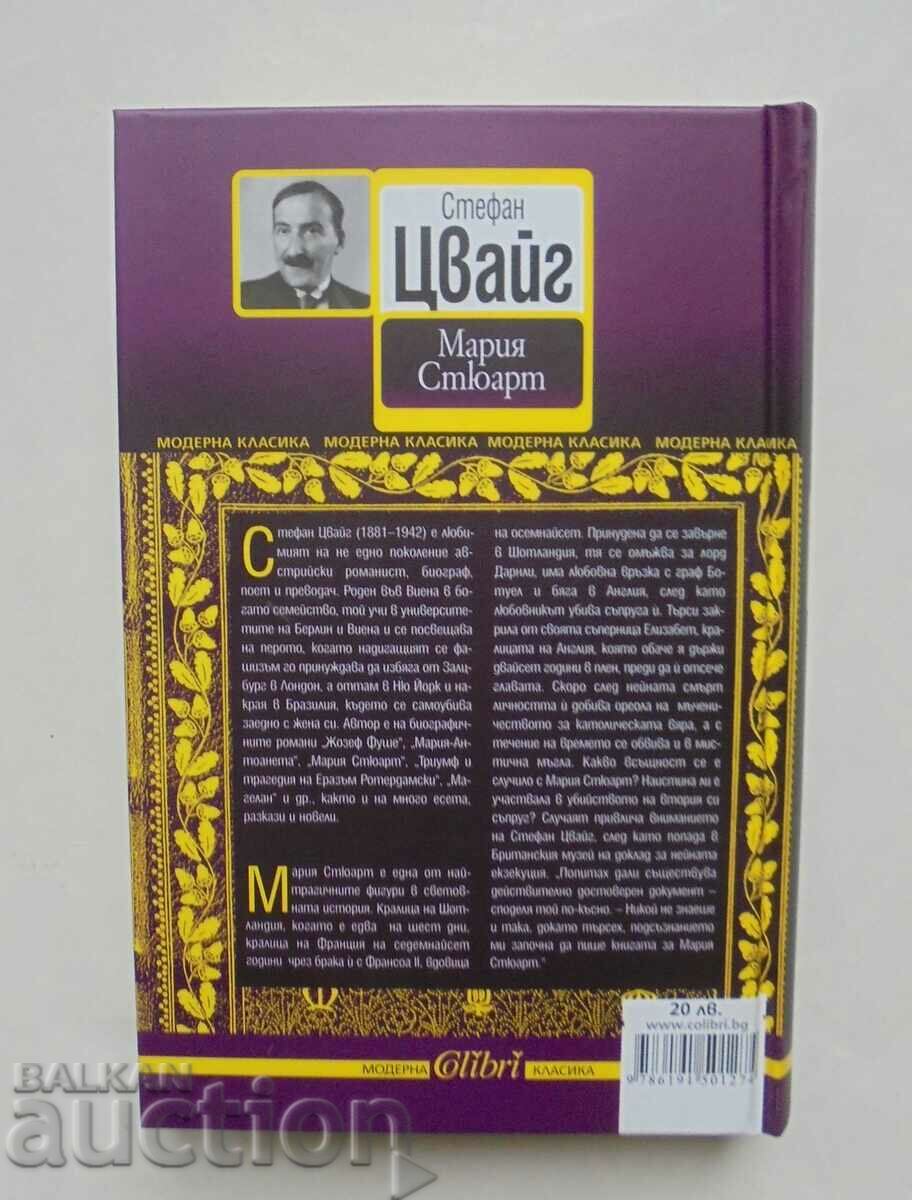 Стефан
Цвайг
Мария
Стюарт
МОДЕРНА КЛАСИКА МОДЕРНА КЛАСИКА МОДЕРНА КЛАСИКА МОДЕРНА КЛАИКА
Стефан Цвайг (1881–1942) е люби-
мият на не едно поколение ав-
стрийски романист, биограф,
поет и преводач. Роден във Виена в бо-
гато семейство, той учи в университе-
тите на Берлин и Виена и се посвещава
на перото, когато надигащият се фа-
шизъм го принуждава да избяга от Залц-
бург в Лондон, а оттам в Ню Йорк и на-
края в Бразилия, където се самоубива
заедно с жена си. Автор е на биографич-
ните романи „Жозеф Фуше“, „Мария-Ан-
тоанета“, „Мария Стюарт“, „Триумф и
трагедия на Еразъм Ротердамски“, „Ма-
гелан“ и др., както и на много есета,
разкази и новели.
Мария Стюарт е една от най-
трагичните фигури в светов-
ната история. Кралица на Шот-
ландия, когато е едва на шест дни,
кралица на Франция на седемнайсет
години чрез брака ѝ с Франсоа II, вдовица
на осемнайсет. Принудена да се завърне
в Шотландия, тя се омъжва за лорд
Дарнли, има любовна връзка с граф Бо-
туел и бяга в Англия, след като
любовникът убива съпруга ѝ. Търси зак-
рила от своята съперница Елизабет, кра-
лицата на Англия, която обаче я държи
двайсет години в плен, преди да ѝ отсече
главата. Скоро след нейната смърт
личността ѝ добива ореола на мъчени-
чеството за католическата вяра, а с
течение на времето се обвива и в мис-
тична мъгла. Какво всъщност се е
случило с Мария Стюарт? Наистина ли е
участвала в убийството на втория си
съпруг? Случаят привлича вниманието
на Стефан Цвайг, след като попада в
Британския музей на доклад за нейната
екзекуция. „Попитах дали съществува
действително достоверен документ –
споделя той по-късно. – Никой не знаеше
и така, докато търсех, подсъзнанието
ми започна да пише книгата за Мария
Стюарт.“
20 лв.
www.colibri.bg
9 786191 501274
МОДЕРНА Colibri КЛАСИКА
BALKAN
auction